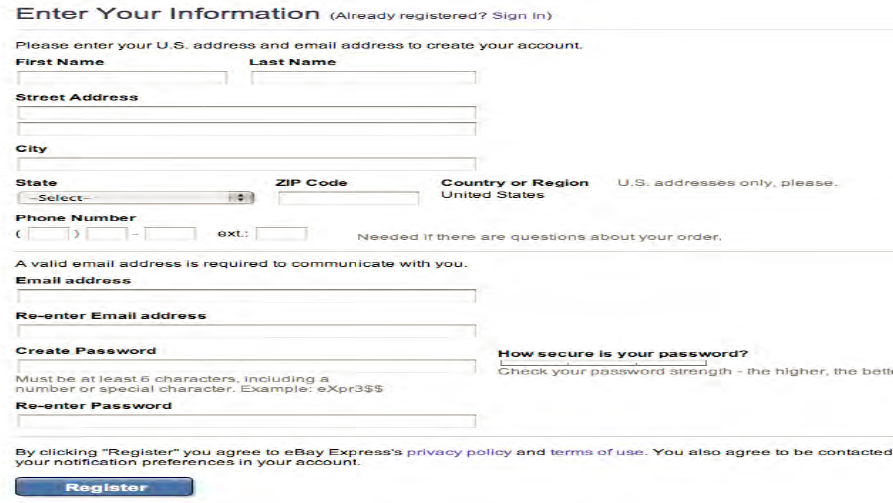 Enter Your Information (Already registered? Sign In)
Please enter your U.S. address and email address to create your account.
First Name Last Name
Street Address
City
State ZIP Code Country or Region U.S. addresses only, please.
--Select-- United States
Phone Number
( ) - ext.: Needed if there are questions about your order.
A valid email address is required to communicate with you.
Email address
Re-enter Email address
Create Password
How secure is your password?
Must be at least 6 characters, including a
number or special character. Example: eXpr3$$
Check your password strength - the higher, the bett
Re-enter Password
By clicking "Register" you agree to eBay Express's privacy policy and terms of use. You also agree to be contacted
your notification preferences in your account.
Register